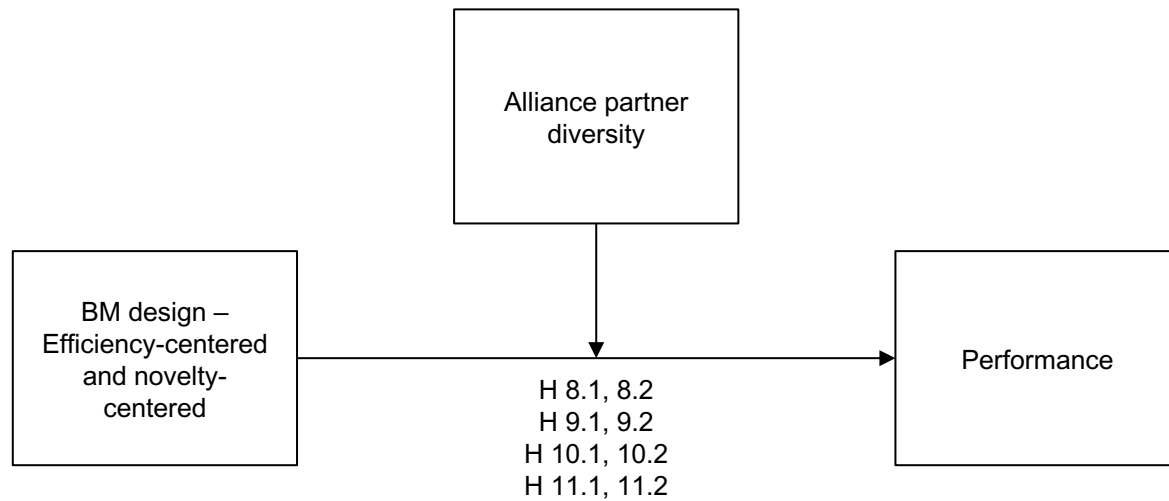 Alliance partner
diversity
BM design –
Efficiency-centered
and novelty-
centered
Performance
H 8.1, 8.2
H 9.1, 9.2
H 10.1, 10.2
H 11.1, 11.2